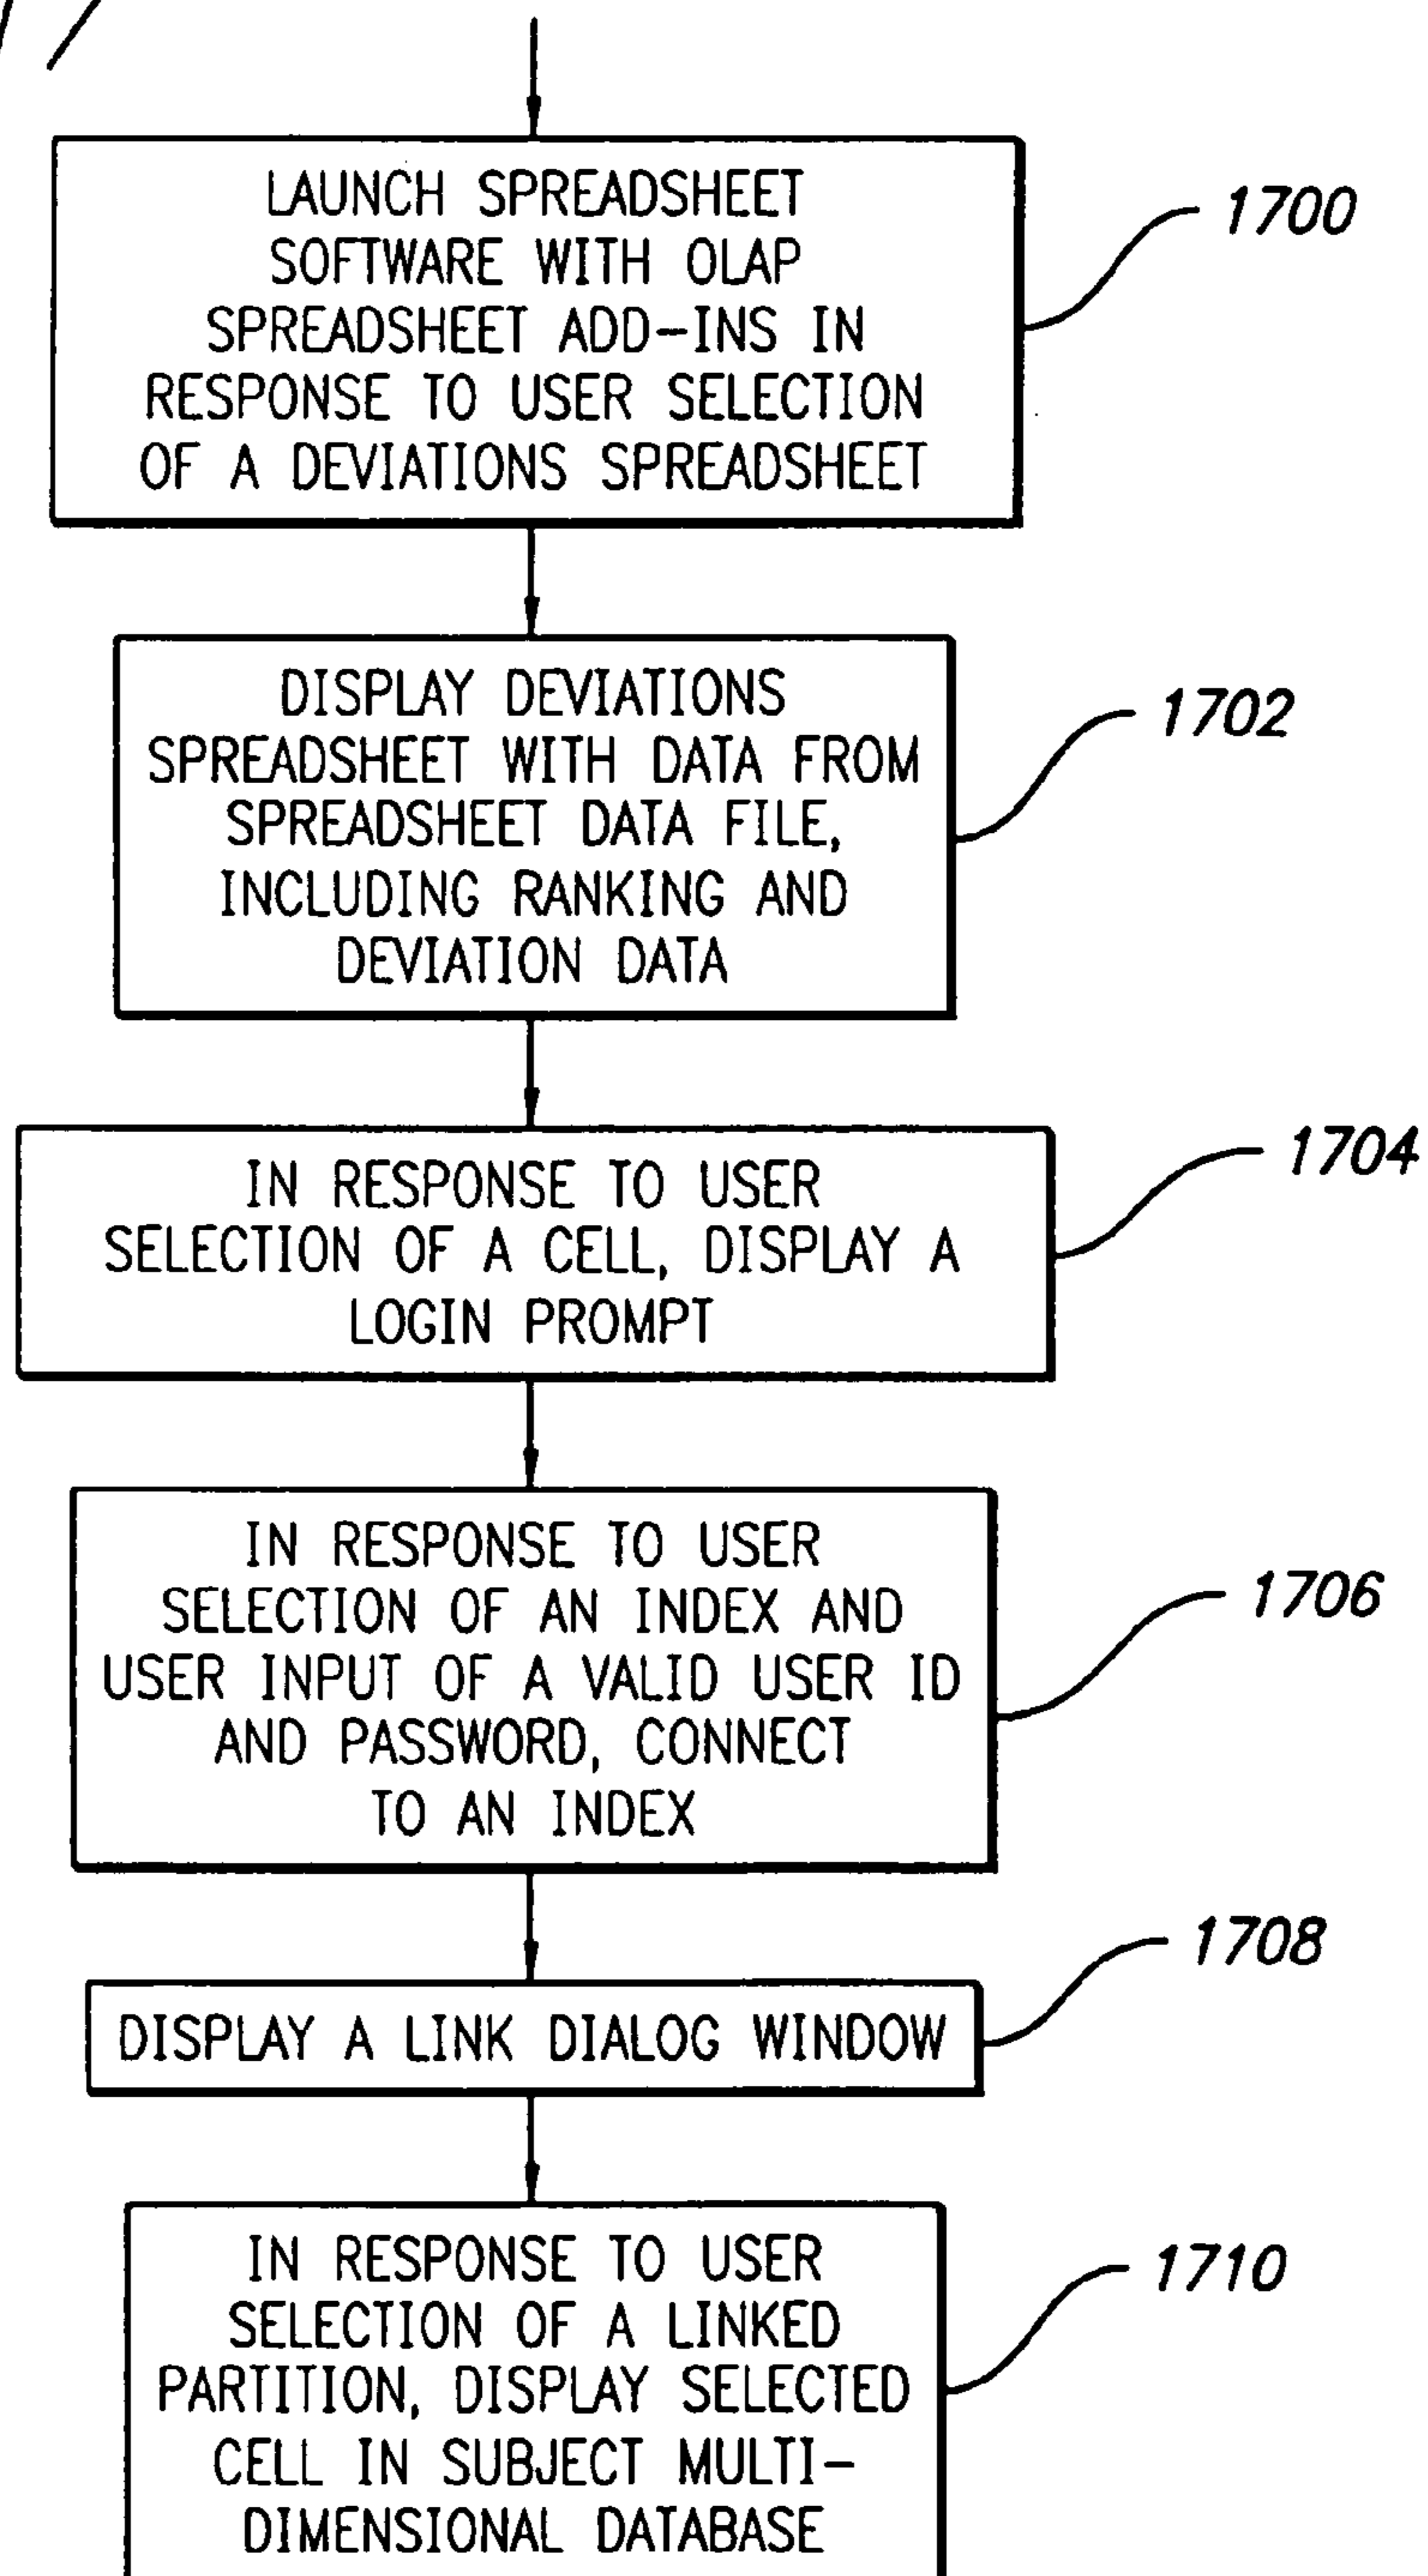 LAUNCH SPREADSHEET
SOFTWARE WITH OLAP
SPREADSHEET ADD-INS IN
RESPONSE TO USER SELECTION
OF A DEVIATIONS SPREADSHEET
1700
DISPLAY DEVIATIONS
SPREADSHEET WITH DATA FROM
SPREADSHEET DATA FILE,
INCLUDING RANKING AND
DEVIATION DATA
1702
IN RESPONSE TO USER
SELECTION OF A CELL, DISPLAY A
LOGIN PROMPT
1704
IN RESPONSE TO USER
SELECTION OF AN INDEX AND
USER INPUT OF A VALID USER ID
AND PASSWORD, CONNECT
TO AN INDEX
1706
DISPLAY A LINK DIALOG WINDOW
1708
IN RESPONSE TO USER
SELECTION OF A LINKED
PARTITION, DISPLAY SELECTED
CELL IN SUBJECT MULTI-
DIMENSIONAL DATABASE
1710